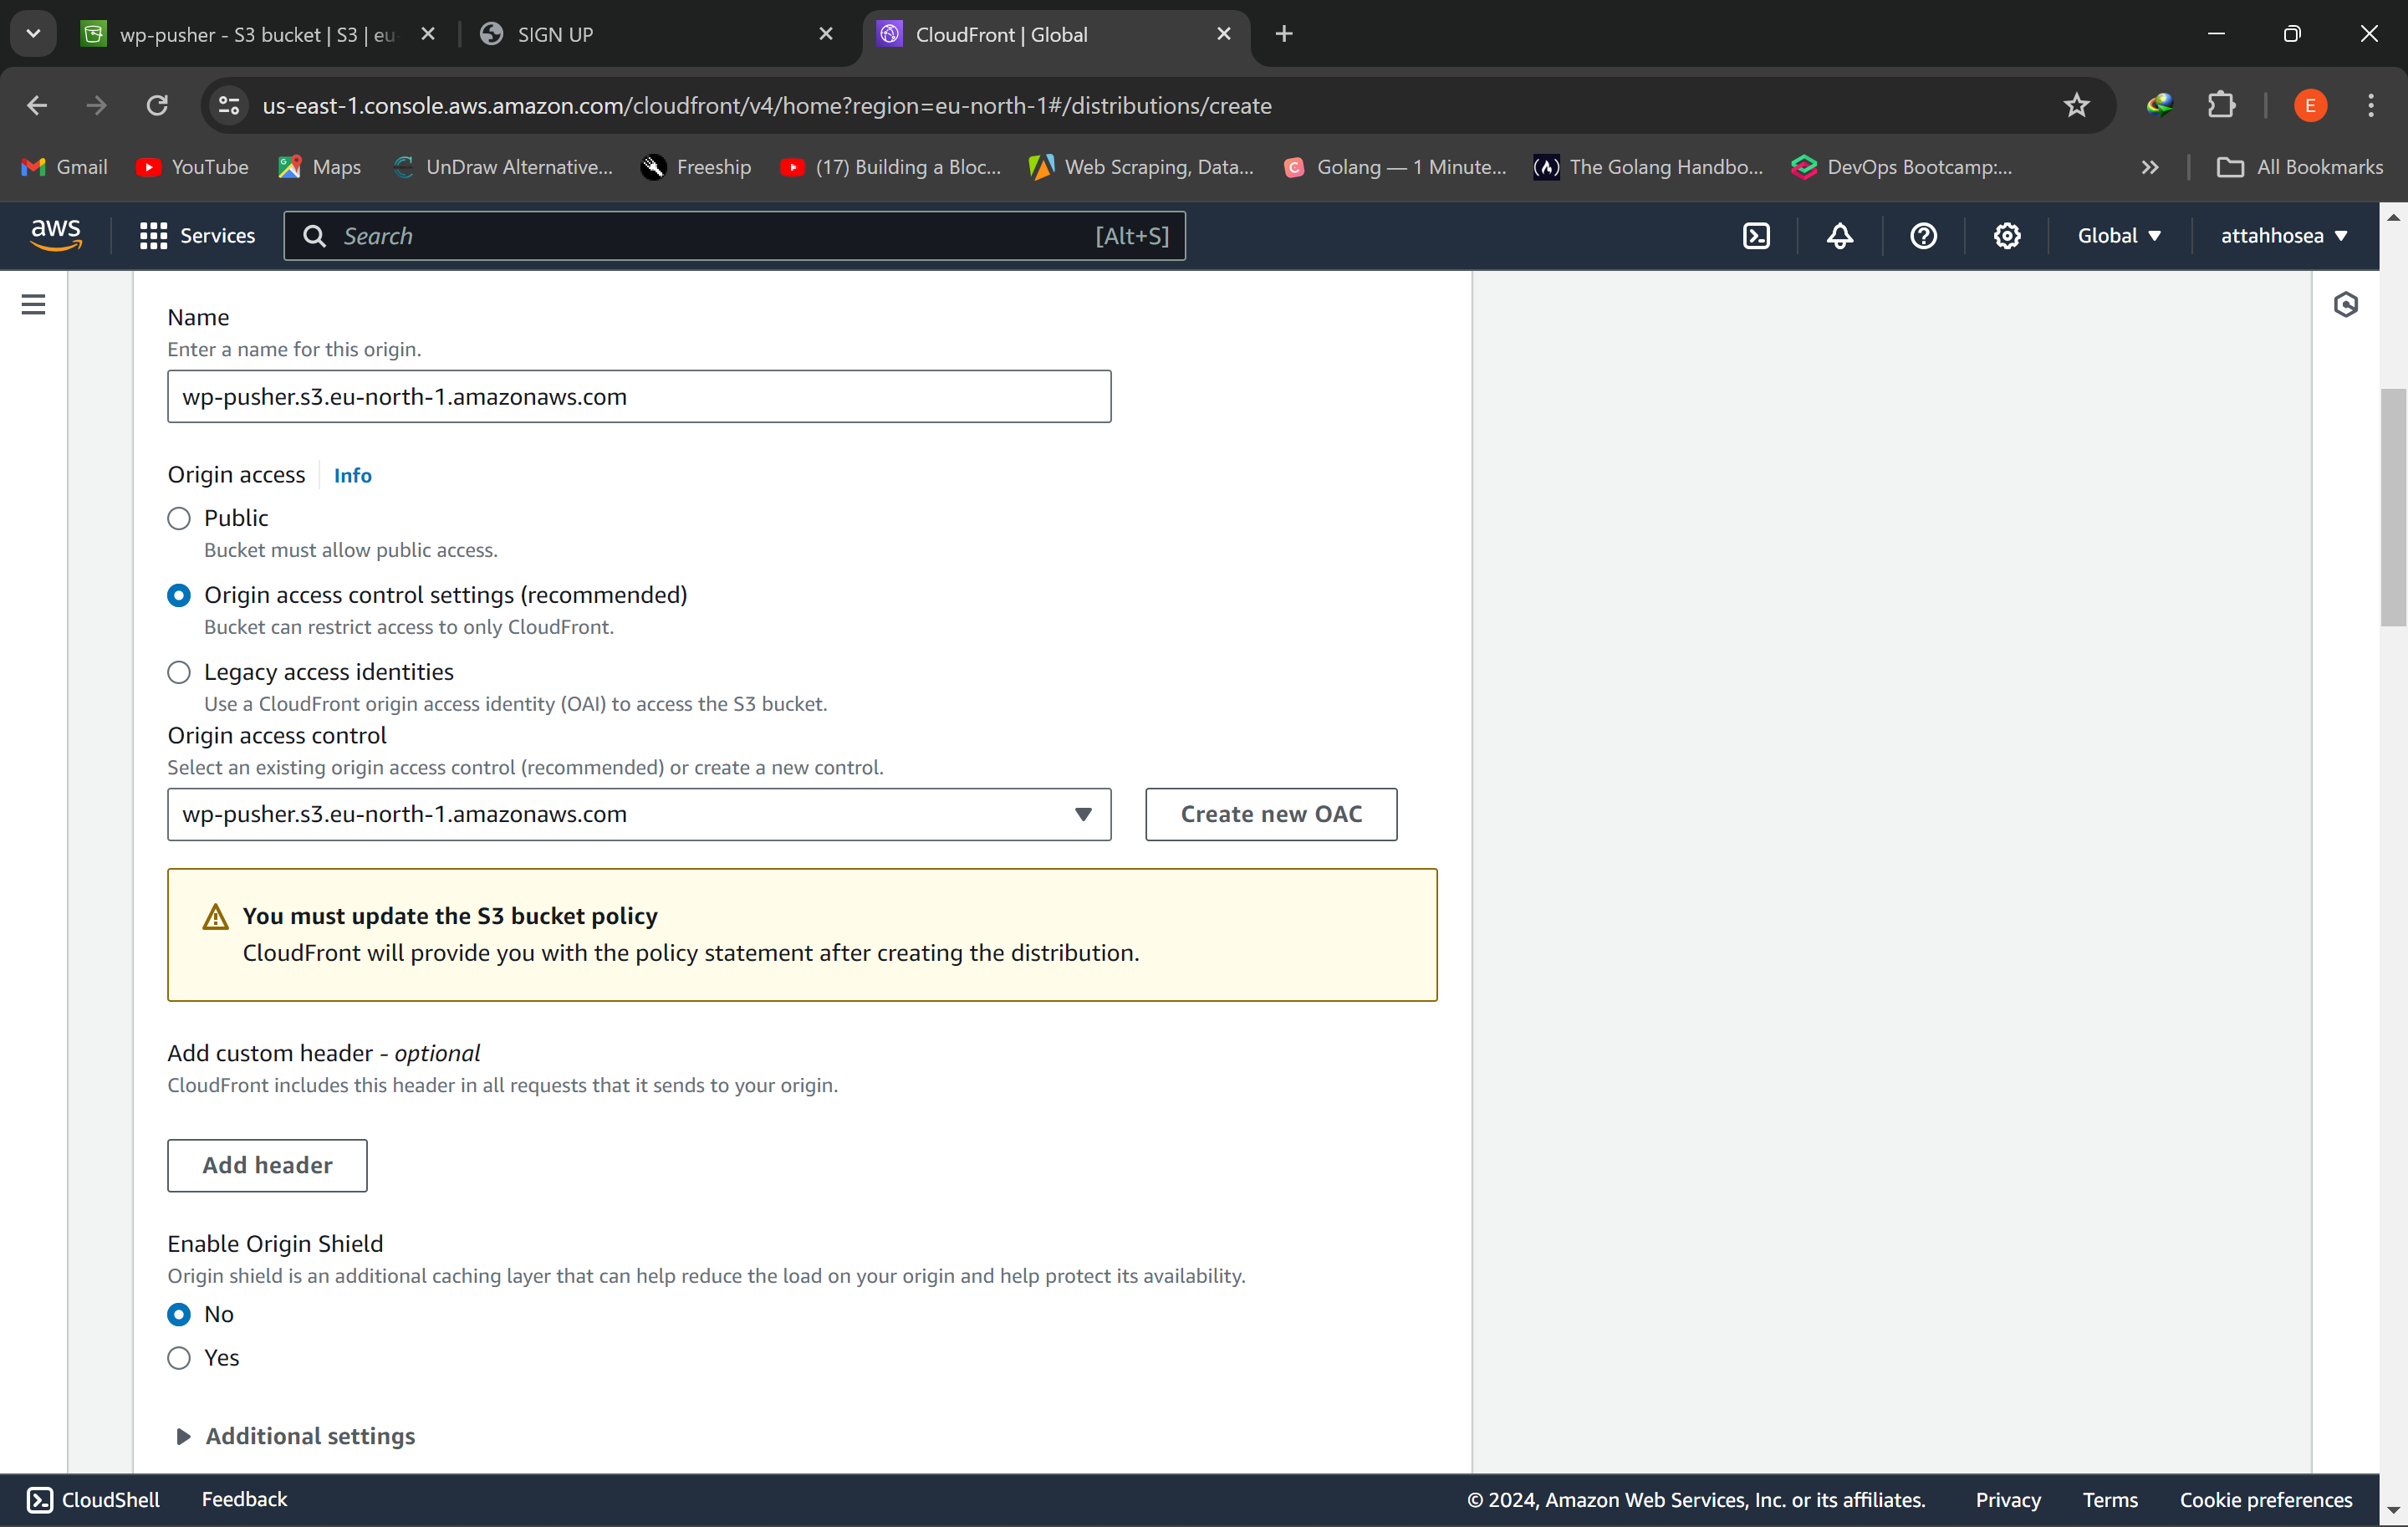 wp-pusher - S3 bucket | S3 | eu-
SIGN UP
CloudFront | Global
us-east-1.console.aws.amazon.com/cloudfront/v4/home?region=eu-north-1#/distributions/create
E
Gmail
YouTube
Maps
UnDraw Alternative...
Freeship
(17) Building a Bloc...
Web Scraping, Data...
Golang — 1 Minute...
The Golang Handbo...
DevOps Bootcamp:...
All Bookmarks
aws
Services
Search
[Alt+S]
Global
attahhosea
Name
Enter a name for this origin.
wp-pusher.s3.eu-north-1.amazonaws.com
Origin access
Info
Public
Bucket must allow public access.
Origin access control settings (recommended)
Bucket can restrict access to only CloudFront.
Legacy access identities
Use a CloudFront origin access identity (OAI) to access the S3 bucket.
Origin access control
Select an existing origin access control (recommended) or create a new control.
wp-pusher.s3.eu-north-1.amazonaws.com
Create new OAC
You must update the S3 bucket policy
CloudFront will provide you with the policy statement after creating the distribution.
Add custom header - optional
CloudFront includes this header in all requests that it sends to your origin.
Add header
Enable Origin Shield
Origin shield is an additional caching layer that can help reduce the load on your origin and help protect its availability.
No
Yes
Additional settings
CloudShell
Feedback
© 2024, Amazon Web Services, Inc. or its affiliates.
Privacy
Terms
Cookie preferences